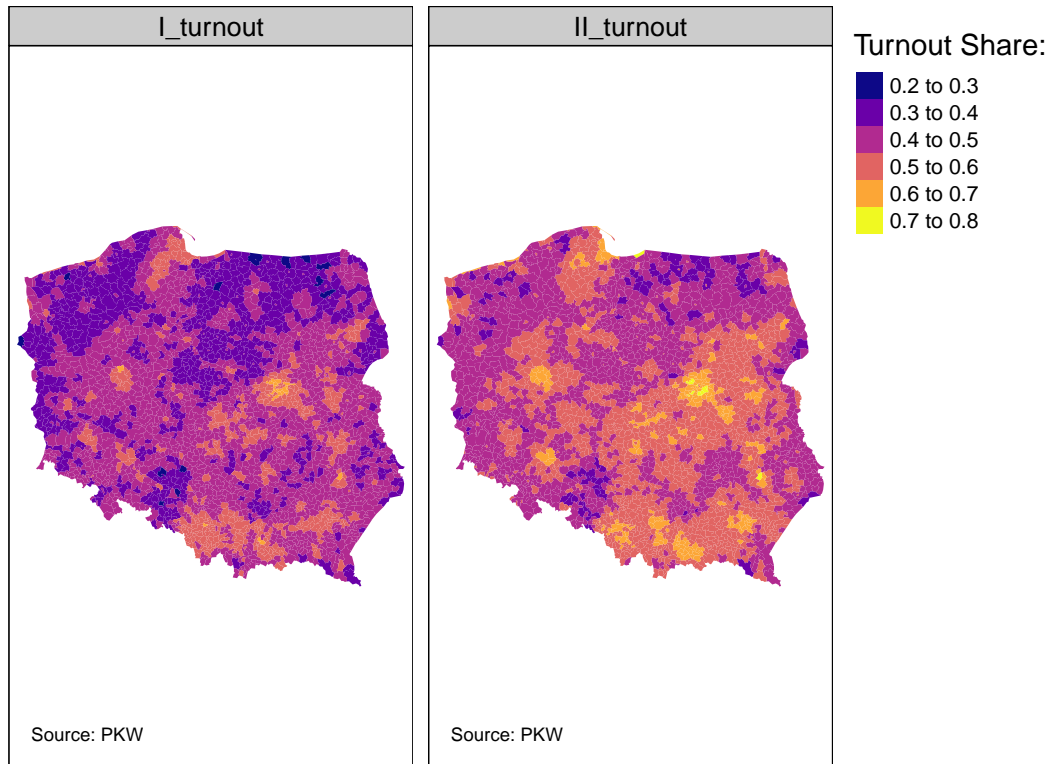 I_turnout
II_turnout
Turnout Share:
0.2 to 0.3
0.3 to 0.4
0.4 to 0.5
0.5 to 0.6
0.6 to 0.7
0.7 to 0.8
Source: PKW
Source: PKW